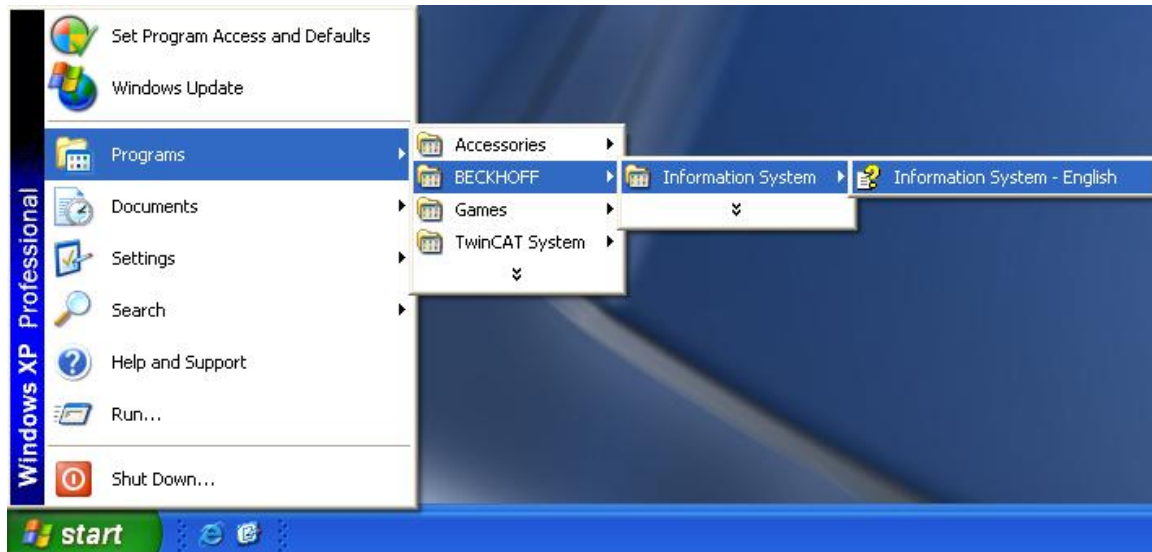 Set Program Access and Defaults
Windows Update
Programs
Documents
Settings
Search
Help and Support
Run...
Shut Down...
Windows XP Professional
Accessories
BECKHOFF
Games
TwinCAT System
Information System
Information System - English
start